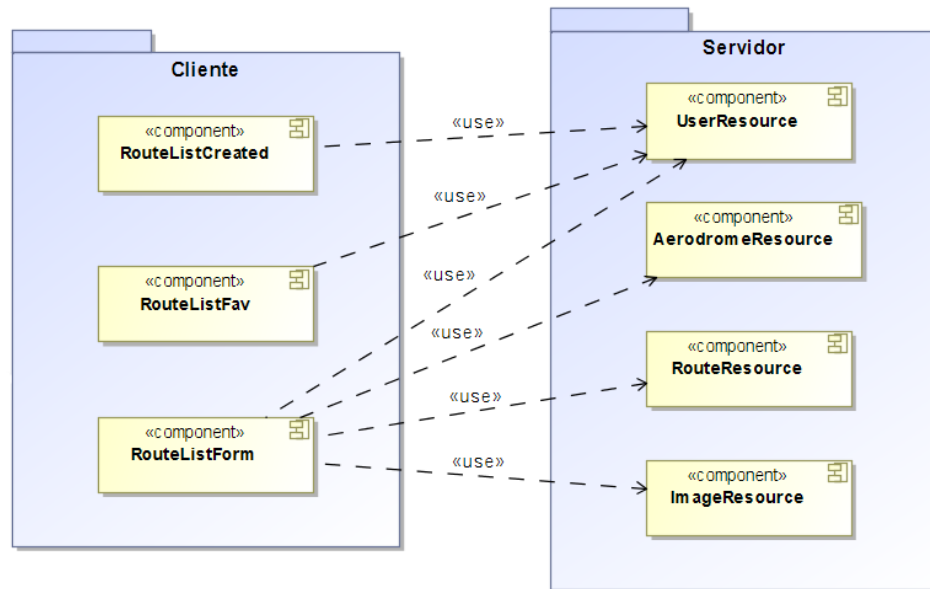 Cliente
«component»
RouteListCreated
«component»
RouteListFav
«component»
RouteListForm
«use»
«use»
«use»
«use»
«use»
«use»
Servidor
«component»
UserResource
«component»
AerodromeResource
«component»
RouteResource
«component»
ImageResource